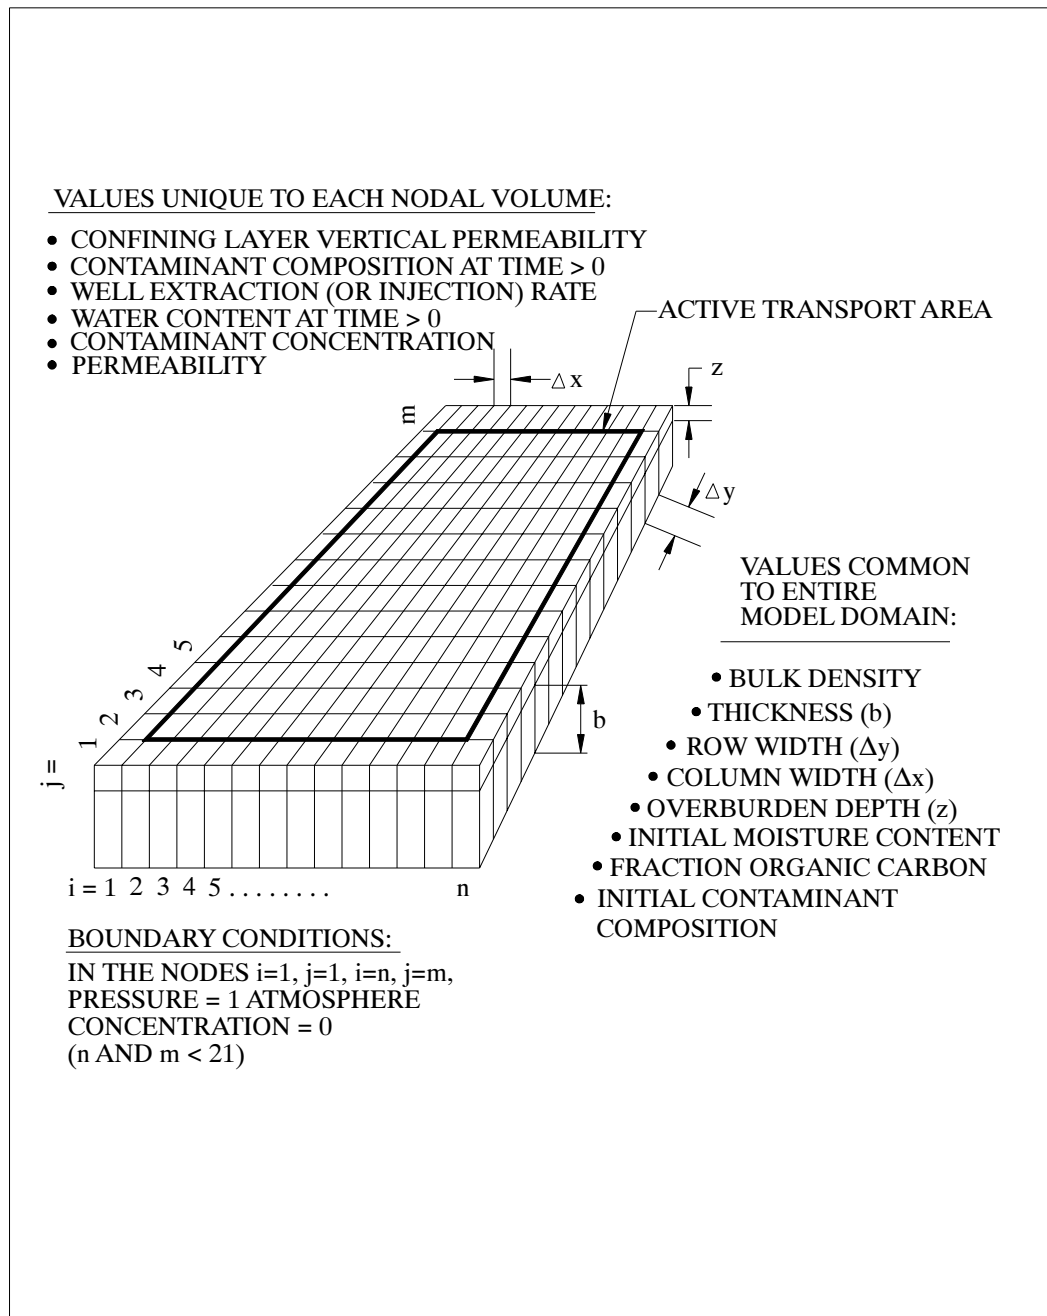 VALUES UNIQUE TO EACH NODAL VOLUME:
• CONFINING LAYER VERTICAL PERMEABILITY
• CONTAMINANT COMPOSITION AT TIME > 0
• WELL EXTRACTION (OR INJECTION) RATE
• WATER CONTENT AT TIME > 0
• CONTAMINANT CONCENTRATION
• PERMEABILITY
ACTIVE TRANSPORT AREA
△ x
z
m
△ y
VALUES COMMON
TO ENTIRE
MODEL DOMAIN:
• BULK DENSITY
• THICKNESS (b)
• ROW WIDTH (Δy)
• COLUMN WIDTH (Δx)
• OVERBURDEN DEPTH (z)
• INITIAL MOISTURE CONTENT
• FRACTION ORGANIC CARBON
• INITIAL CONTAMINANT
COMPOSITION
b
j = 1 2 3 4 5
i = 1 2 3 4 5 . . . . . . . . n
BOUNDARY CONDITIONS:
IN THE NODES i=1, j=1, i=n, j=m,
PRESSURE = 1 ATMOSPHERE
CONCENTRATION = 0
(n AND m < 21)